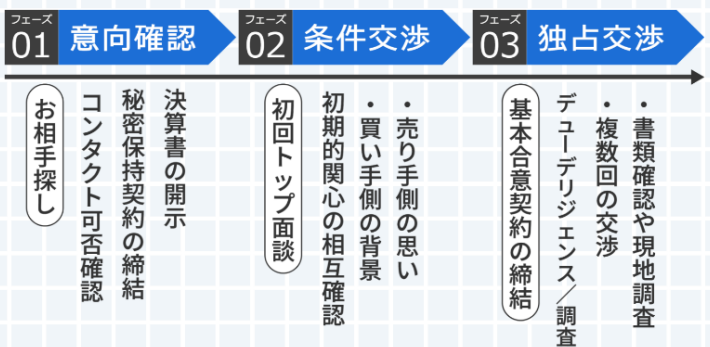 フェーズ
01
意向確認
お相手探し
コンタクト可否確認
秘密保持契約の締結
決算書の開示
フェーズ
02
条件交渉
初回トップ面談
初期的関心の相互確認
・買い手側の背景
・売り手側の思い
フェーズ
03
独占交渉
基本合意契約の締結
デューデリジェンス／調査
・複数回の交渉
・書類確認や現地調査